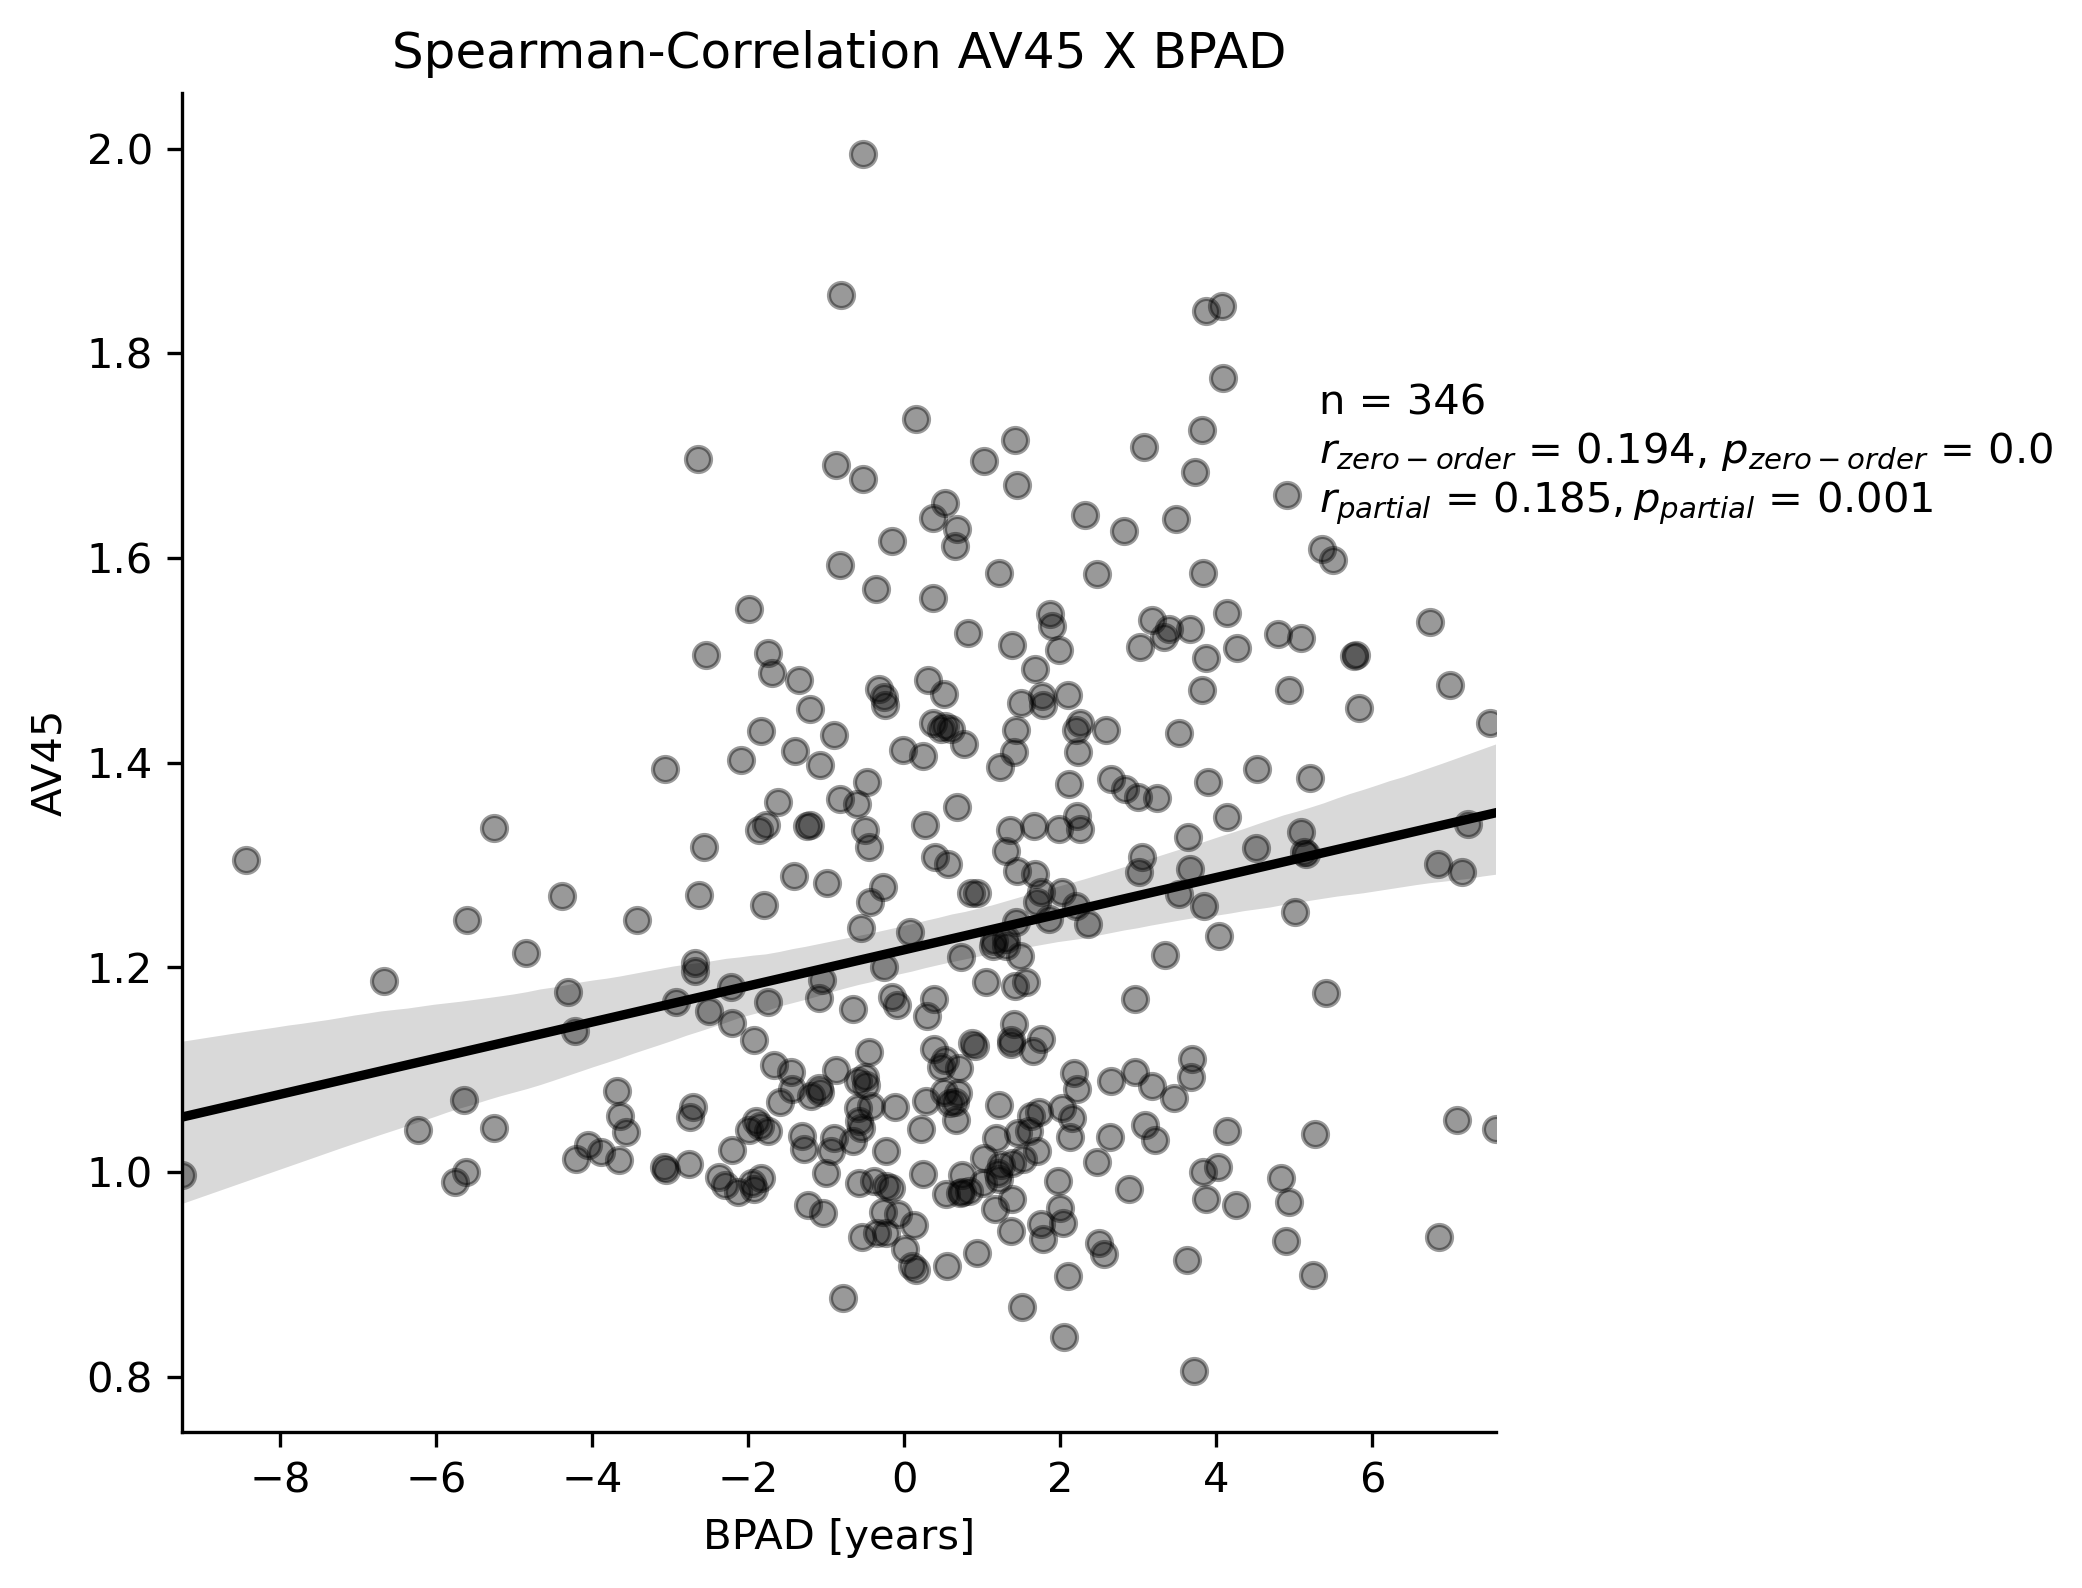 Spearman-Correlation AV45 X BPAD
2.0
1.8
1.6
1.4
1.2
1.0
0.8
AV45
n = 346
r_zero−order = 0.194, p_zero−order = 0.0
r_partial = 0.185, p_partial = 0.001
−8 −6 −4 −2 0 2 4 6
BPAD [years]